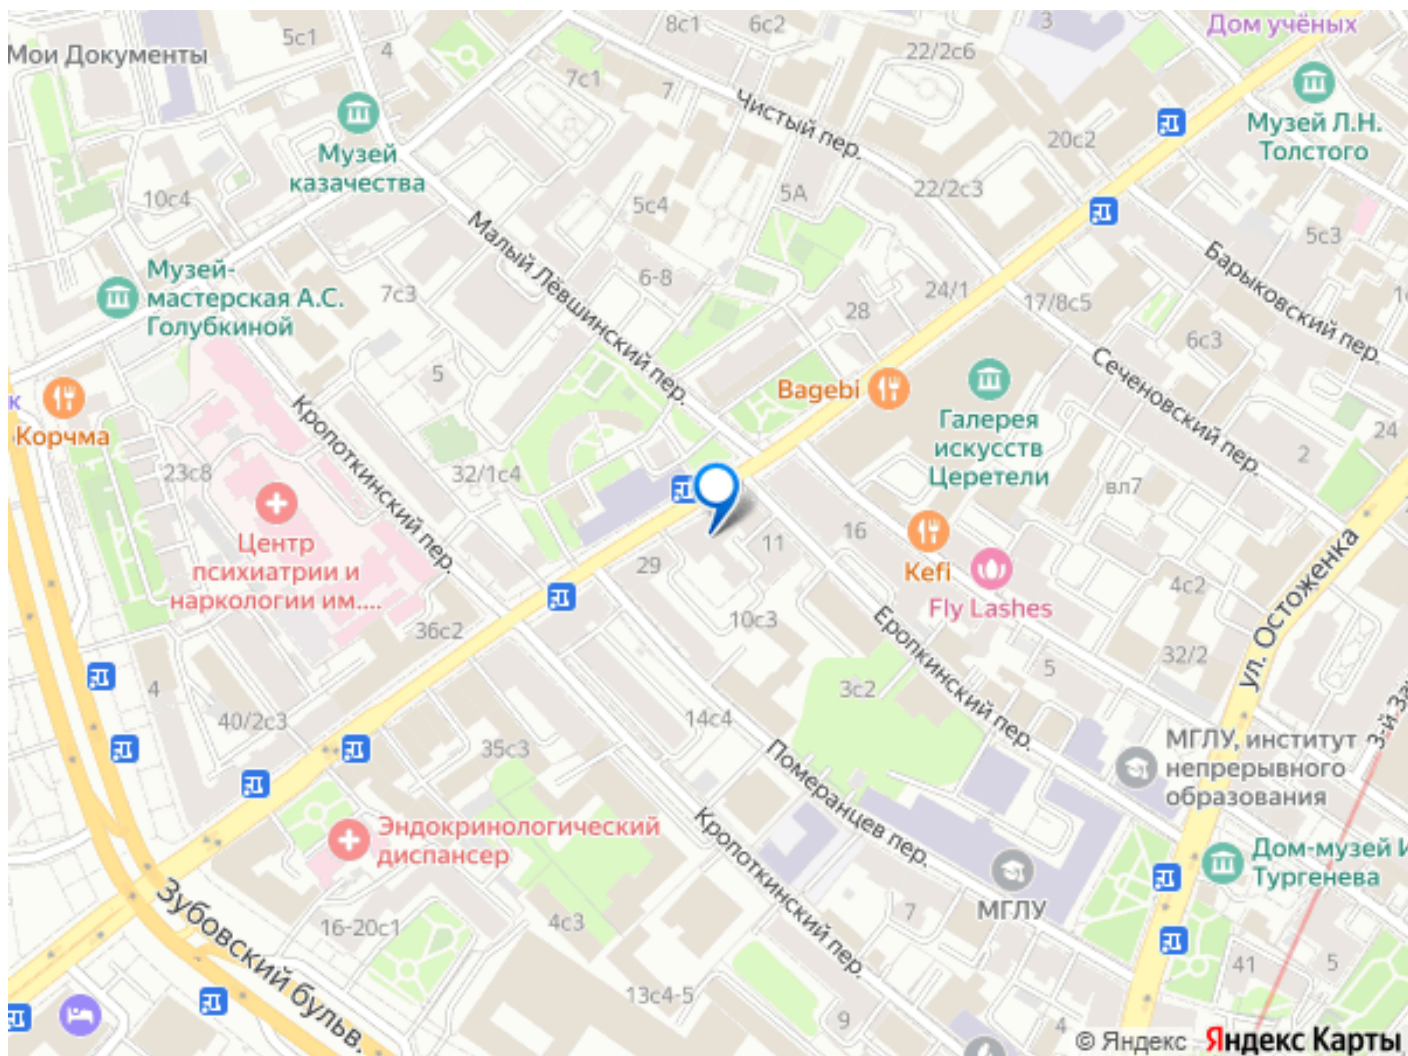 5с1
4
Мои Документы
8с1
6с2
3
Дом учёных
22/2с6
7с1
7
Чистый пер.
20с2
Музей Л.Н.
Толстого
Музей
казачества
10с4
5с4
5А
22/2с3
5с3
Малый Лёвшинский пер.
Барыковский пер.
Музей-
мастерская А.С.
Голубкиной
7с3
6-8
28
24/1
17/8с5
6с3
Сеченовский пер.
5
Bagebi
Галерея
искусств
Церетели
к
Корчма
Кропоткинский пер.
23с8
32/1с4
24
2
вл7
Центр
психиатрии и
наркологии им....
29
11
16
Kefi
Fly Lashes
4с2
ул. Остоженка
36с2
10с3
Еропкинский пер.
5
32/2
4
40/2с3
3с2
14с4
35с3
Померанцев пер.
МГЛУ, институт
непрерывного
образования
3-й За
Эндокринологический
диспансер
Кропоткинский пер.
МГЛУ
Дом-музей И
Тургенева
Зубовский бульв.
16-20с1
4с3
7
41
5
13с4-5
9
4
© Яндекс Яндекс Карты